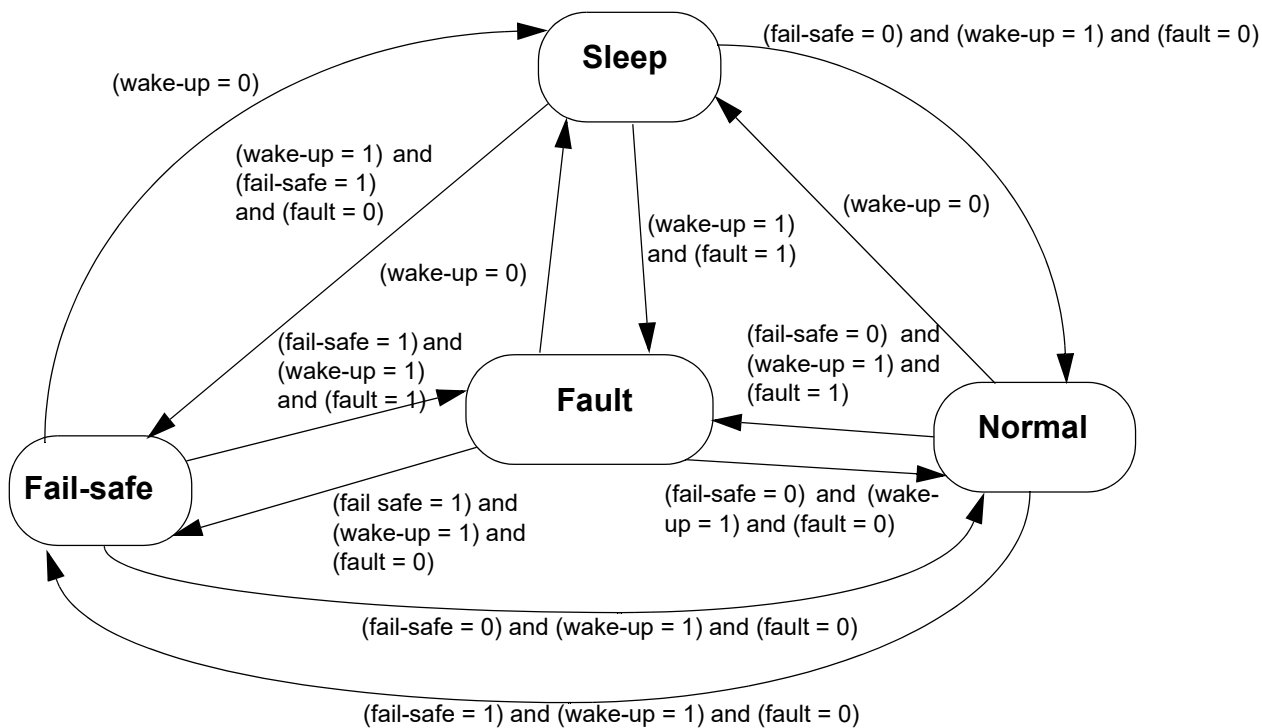 Sleep
(fail-safe = 0) and (wake-up = 1) and (fault = 0)
(wake-up = 0)
(wake-up = 1) and
(fail-safe = 1)
and (fault = 0)
(wake-up = 0)
(wake-up = 1)
and (fault = 1)
(wake-up = 0)
(fail-safe = 1) and
(wake-up = 1)
and (fault = 1)
(fail-safe = 0) and
(wake-up = 1) and
(fault = 1)
Fault
Normal
Fail-safe
(fail safe = 1) and
(wake-up = 1) and
(fault = 0)
(fail-safe = 0) and (wake-
up = 1) and (fault = 0)
(fail-safe = 0) and (wake-up = 1) and (fault = 0)
(fail-safe = 1) and (wake-up = 1) and (fault = 0)